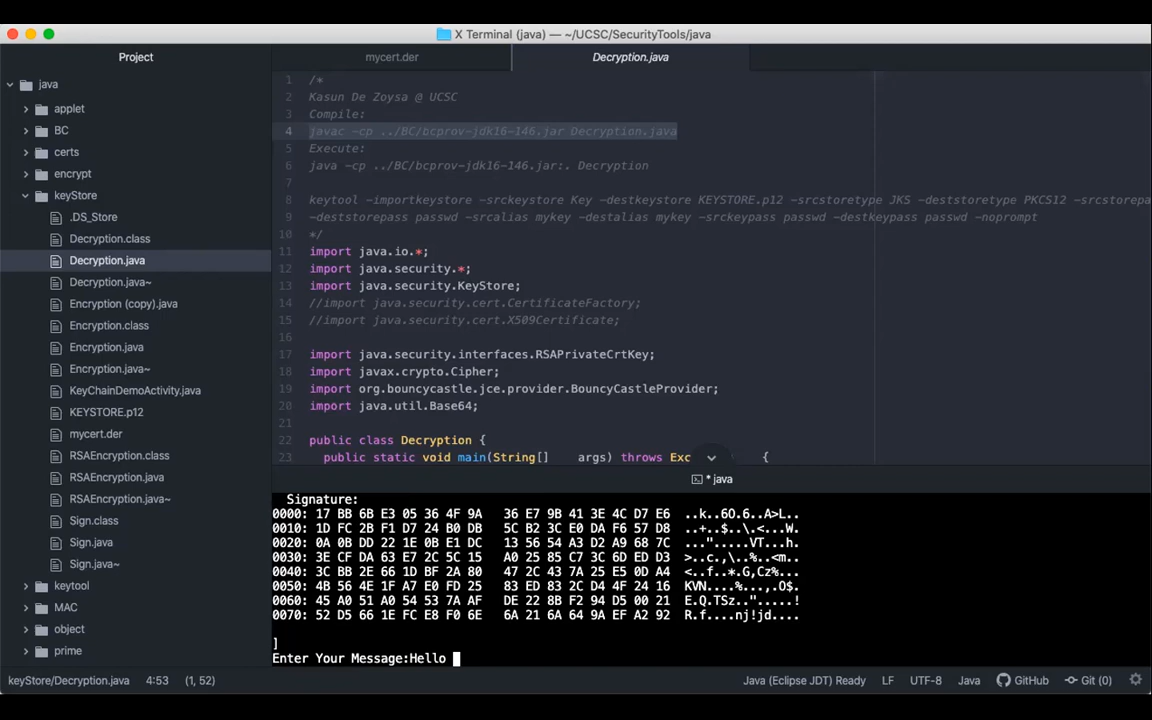 X Terminal (java) — ~/UCSC/SecurityTools/java
Project
mycert.der
Decryption.java
java
applet
BC
certs
encrypt
keyStore
.DS_Store
Decryption.class
Decryption.java
Decryption.java~
Encryption (copy).java
Encryption.class
Encryption.java
Encryption.java~
KeyChainDemoActivity.java
KEYSTORE.p12
mycert.der
RSAEncryption.class
RSAEncryption.java
RSAEncryption.java~
Sign.class
Sign.java
Sign.java~
keytool
MAC
object
prime
1 /*
2 Kasun De Zoysa @ UCSC
3 Compile:
4 javac -cp ../BC/bcprov-jdk16-146.jar Decryption.java
5 Execute:
6 java -cp ../BC/bcprov-jdk16-146.jar:. Decryption
7
8 keytool -importkeystore -srckeystore Key -destkeystore KEYSTORE.p12 -srcstoretype JKS -deststoretype PKCS12 -srcstorepa
9 -deststorepass passwd -srcalias mykey -destalias mykey -srckeypass passwd -destkeypass passwd -noprompt
10 */
11 import java.io.*;
12 import java.security.*;
13 import java.security.KeyStore;
14 //import java.security.cert.CertificateFactory;
15 //import java.security.cert.X509Certificate;
16
17 import java.security.interfaces.RSAPrivateCrtKey;
18 import javax.crypto.Cipher;
19 import org.bouncycastle.jce.provider.BouncyCastleProvider;
20 import java.util.Base64;
21
22 public class Decryption {
23 public static void main(String[] args) throws Exc {
* java
Signature:
0000: 17 BB 6B E3 05 36 4F 9A 36 E7 9B 41 3E 4C D7 E6 ..k..6O.6..A>L..
0010: 1D FC 2B F1 D7 24 B0 DB 5C B2 3C E0 DA F6 57 D8 ..+..$..\.<...W.
0020: 0A 0B DD 22 1E 0B E1 DC 13 56 54 A3 D2 A9 68 7C ...".....VT...h.
0030: 3E CF DA 63 E7 2C 5C 15 A0 25 85 C7 3C 6D ED D3 >..c.,\..%..<m..
0040: 3C BB 2E 66 1D BF 2A 80 47 2C 43 7A 25 E5 0D A4 <..f..*.G,Cz%...
0050: 4B 56 4E 1F A7 E0 FD 25 83 ED 83 2C D4 4F 24 16 KVN....%...,.O$.
0060: 45 A0 51 A0 54 53 7A AF DE 22 8B F2 94 D5 00 21 E.Q.TSz..".....!
0070: 52 D5 66 1E FC E8 F0 6E 6A 21 6A 64 9A EF A2 92 R.f....nj!jd....
]
Enter Your Message:Hello
keyStore/Decryption.java 4:53 (1, 52) Java (Eclipse JDT) Ready LF UTF-8 Java GitHub Git (0)